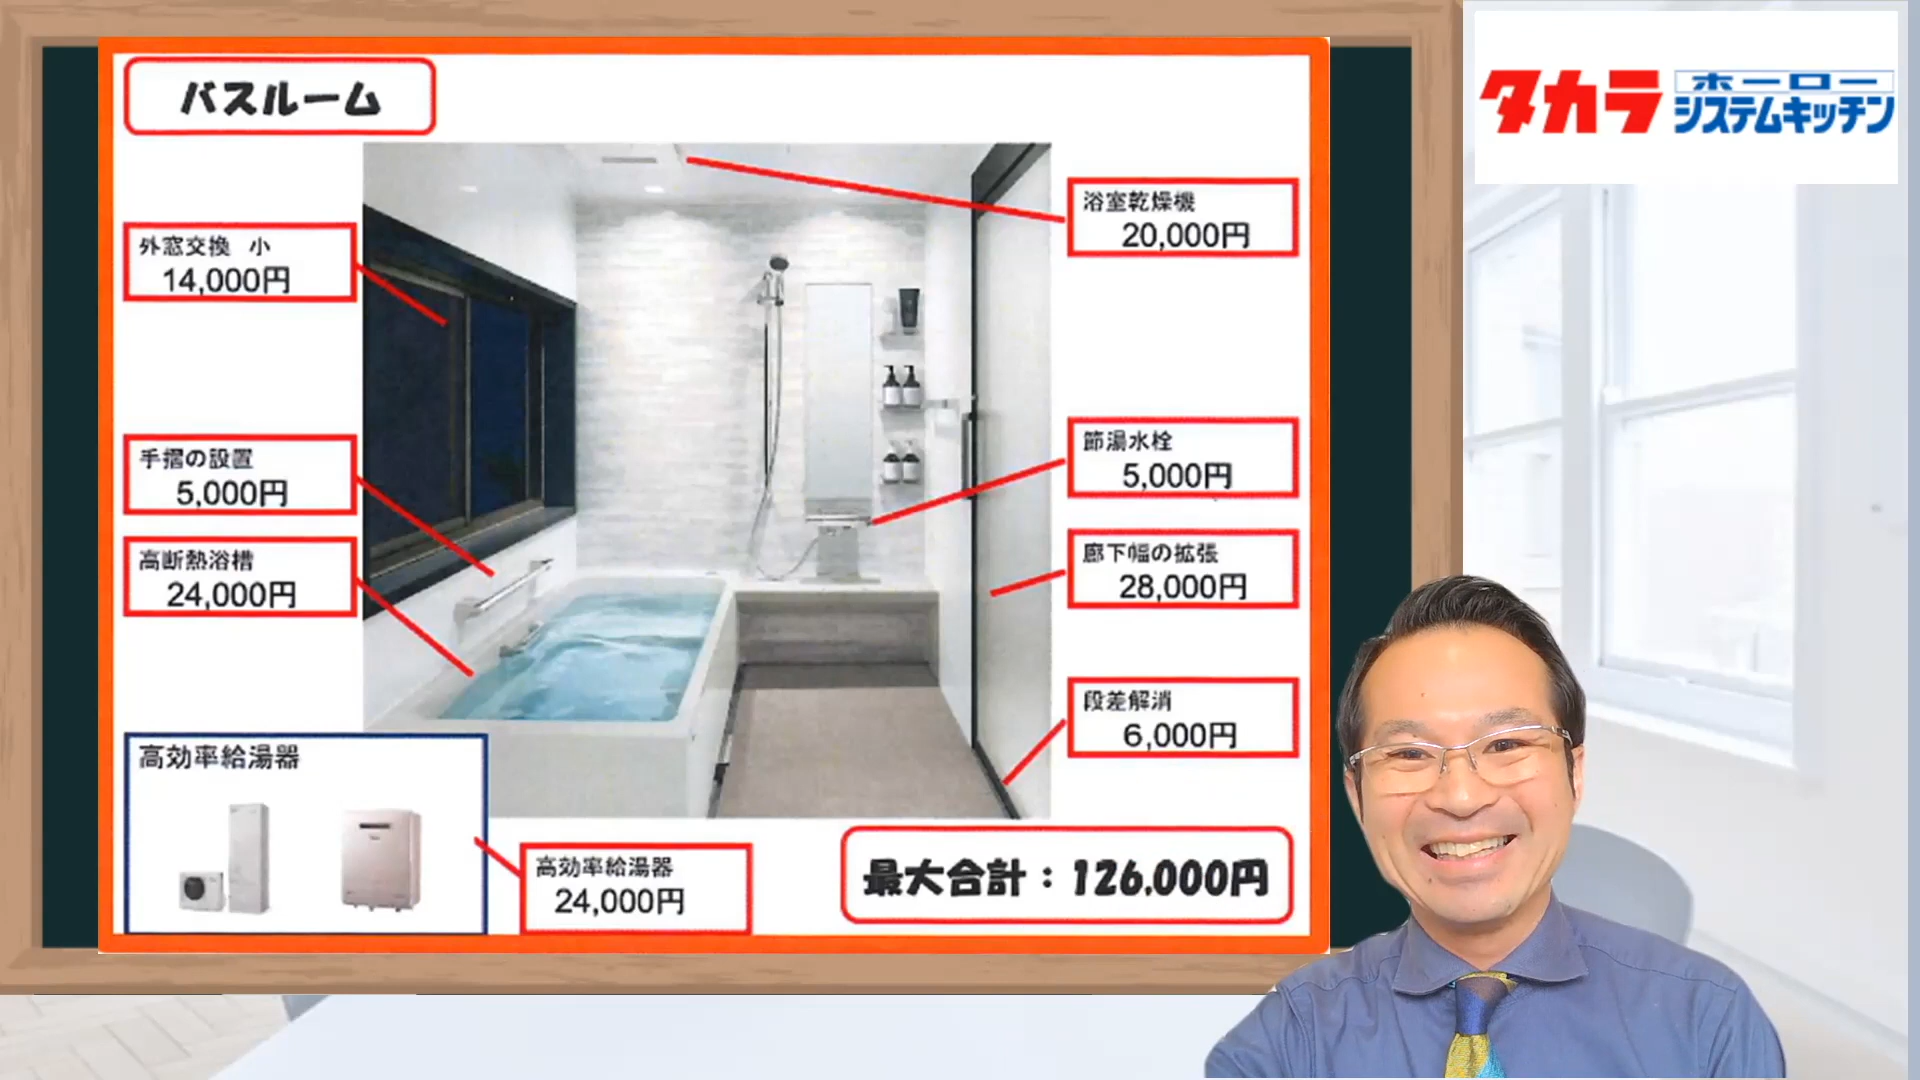 バスルーム
タカラ
ホーロー
システムキッチン
外窓交換 小
14,000円
浴室乾燥機
20,000円
手摺の設置
5,000円
節湯水栓
5,000円
高断熱浴槽
24,000円
廊下幅の拡張
28,000円
段差解消
6,000円
高効率給湯器
高効率給湯器
24,000円
最大合計：126,000円